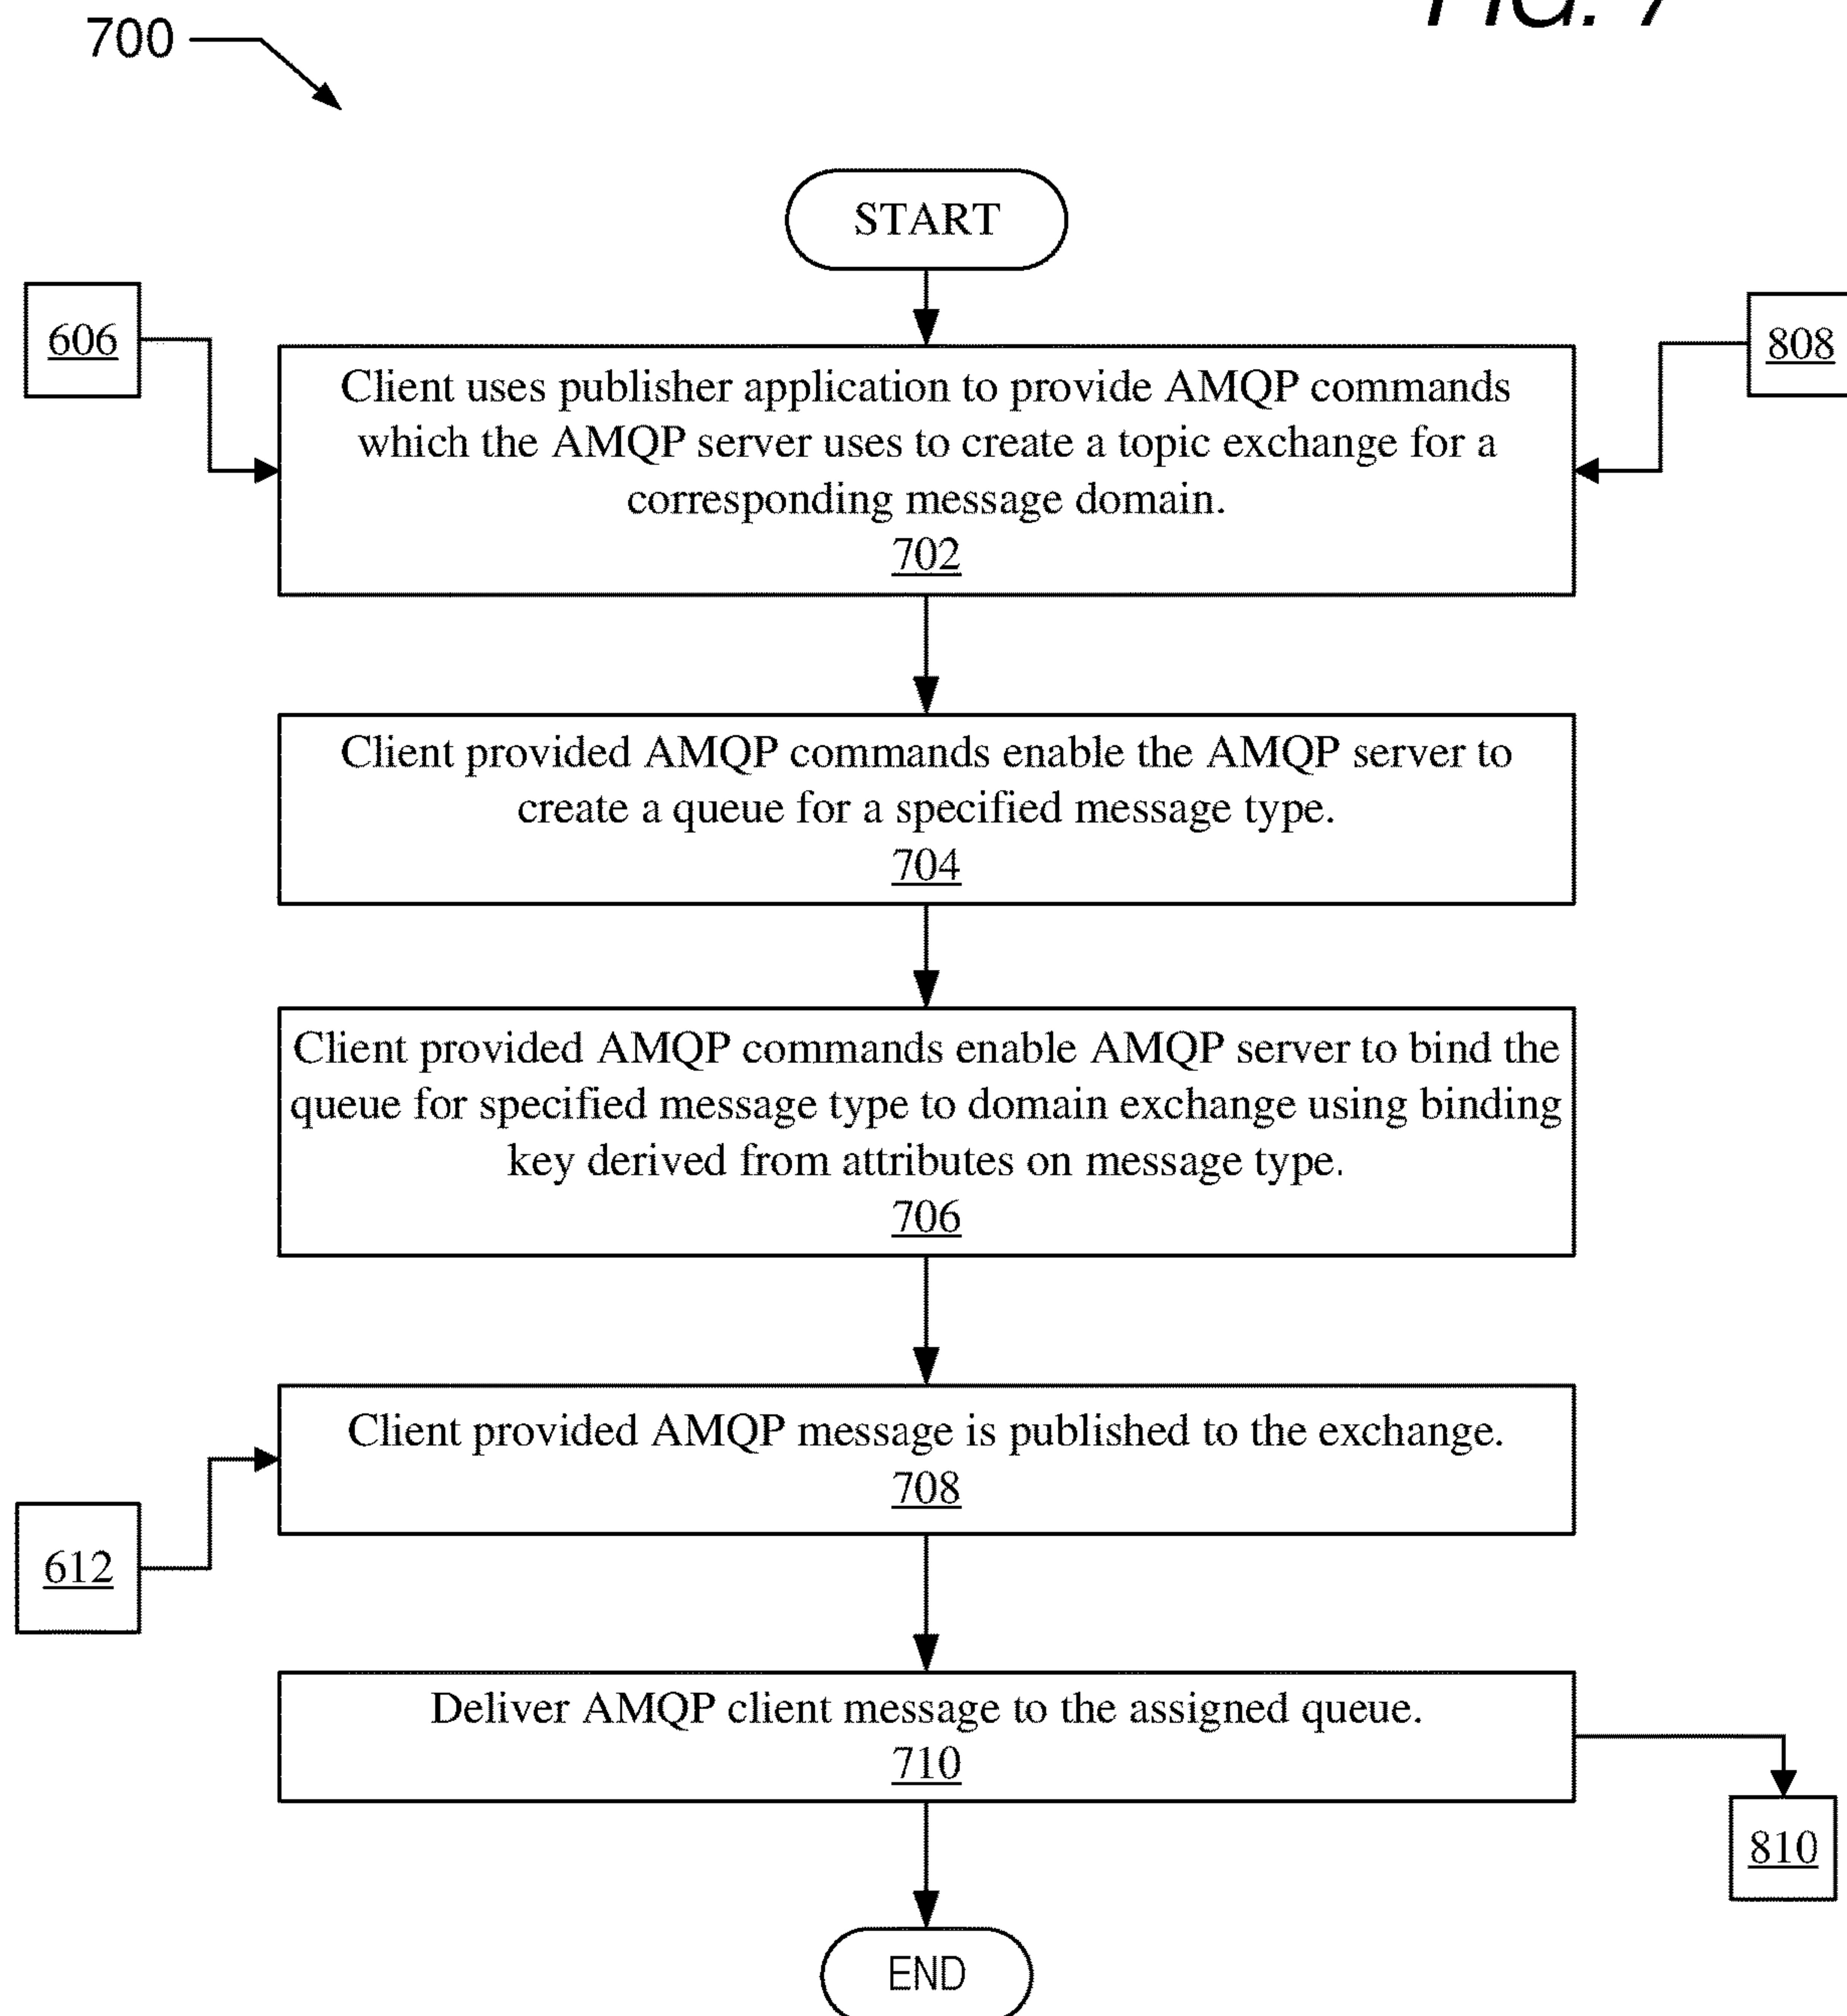 FIG. 7
700
START
606
808
Client uses publisher application to provide AMQP commands
which the AMQP server uses to create a topic exchange for a
corresponding message domain.
702
Client provided AMQP commands enable the AMQP server to
create a queue for a specified message type.
704
Client provided AMQP commands enable AMQP server to bind the
queue for specified message type to domain exchange using binding
key derived from attributes on message type.
706
Client provided AMQP message is published to the exchange.
708
612
Deliver AMQP client message to the assigned queue.
710
810
END